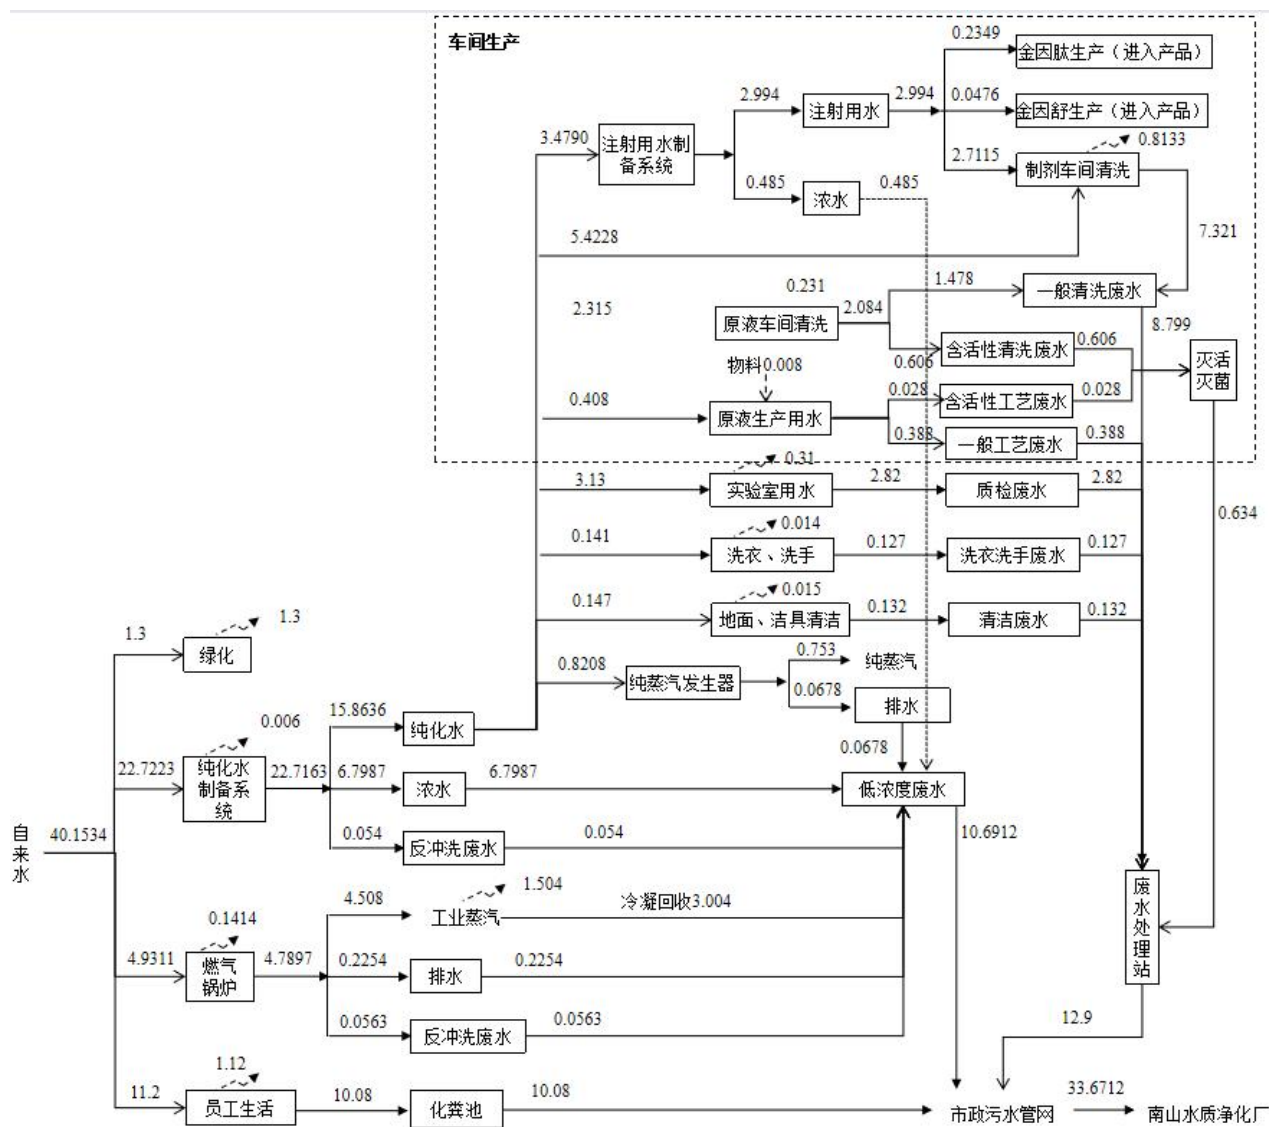 车间生产
0.2349
金因肽生产（进入产品）
2.994
注射用水
2.994
0.0476
金因舒生产（进入产品）
3.4790
注射用水制
备系统
2.7115
0.8133
制剂车间清洗
0.485
浓水
0.485
5.4228
7.321
2.315
0.231
原液车间清洗
2.084
1.478
一般清洗废水
8.799
含活性清洗废水
0.606
0.606
灭活
灭菌
物料0.008
0.408
原液生产用水
0.028
含活性工艺废水
0.028
0.388
一般工艺废水
0.388
0.31
3.13
实验室用水
2.82
质检废水
2.82
0.634
0.014
0.141
洗衣、洗手
0.127
洗衣洗手废水
0.127
0.015
0.147
地面、洁具清洁
0.132
清洁废水
0.132
1.3
1.3
绿化
0.8208
纯蒸汽发生器
0.753
纯蒸汽
0.0678
排水
0.0678
0.006
15.8636
纯化水
22.7223
纯化水
制备系
统
22.7163
6.7987
浓水
6.7987
低浓度废水
10.6912
0.054
反冲洗废水
0.054
自来水
40.1534
4.508
工业蒸汽
1.504
冷凝回收3.004
0.1414
4.9311
燃气
锅炉
4.7897
0.2254
排水
0.2254
0.0563
反冲洗废水
0.0563
废水处理站
12.9
1.12
11.2
员工生活
10.08
化粪池
10.08
市政污水管网
33.6712
南山水质净化厂